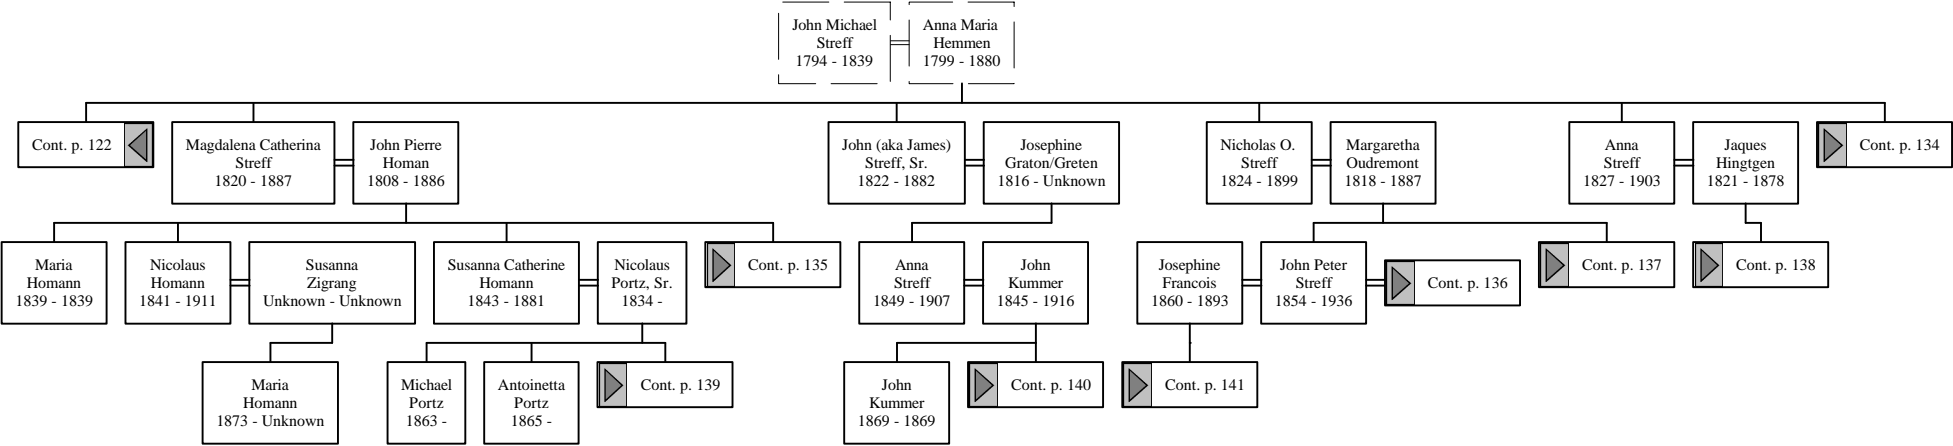 John Michael
Streff
1794 - 1839
Anna Maria
Hemmen
1799 - 1880
Cont. p. 122
Magdalena Catherina
Streff
1820 - 1887
John Pierre
Homan
1808 - 1886
John (aka James)
Streff, Sr.
1822 - 1882
Josephine
Graton/Greten
1816 - Unknown
Nicholas O.
Streff
1824 - 1899
Margaretha
Oudremont
1818 - 1887
Anna
Streff
1827 - 1903
Jaques
Hingtgen
1821 - 1878
Cont. p. 134
Maria
Homann
1839 - 1839
Nicolaus
Homann
1841 - 1911
Susanna
Zigrang
Unknown - Unknown
Susanna Catherine
Homann
1843 - 1881
Nicolaus
Portz, Sr.
1834 -
Cont. p. 135
Anna
Streff
1849 - 1907
John
Kummer
1845 - 1916
Josephine
Francois
1860 - 1893
John Peter
Streff
1854 - 1936
Cont. p. 136
Cont. p. 137
Cont. p. 138
Maria
Homann
1873 - Unknown
Michael
Portz
1863 -
Antoinetta
Portz
1865 -
Cont. p. 139
John
Kummer
1869 - 1869
Cont. p. 140
Cont. p. 141